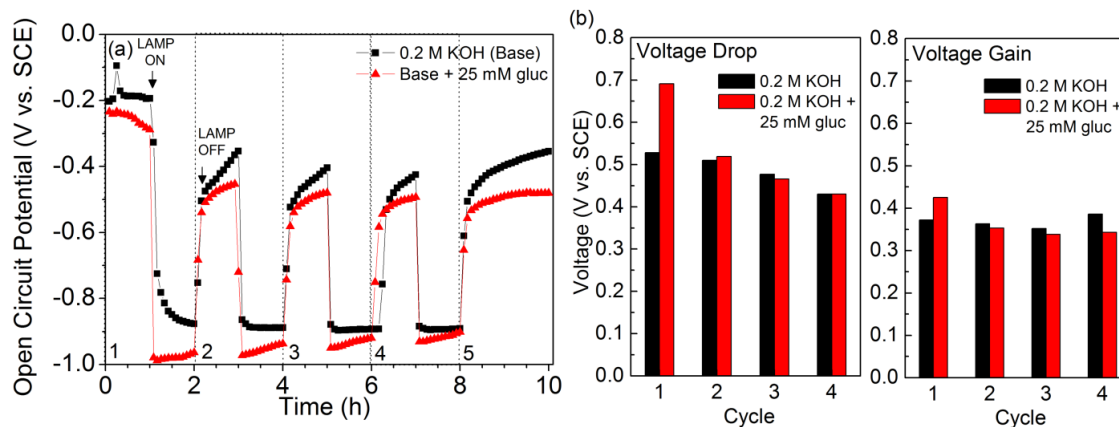 (a)
LAMP
ON
0.2 M KOH (Base)
Base + 25 mM gluc
LAMP
OFF
Open Circuit Potential (V vs. SCE)
-0.0
-0.2
-0.4
-0.6
-0.8
-1.0
1
2
3
4
5
0
2
4
6
8
10
Time (h)
(b)
Voltage Drop
0.2 M KOH
0.2 M KOH +
25 mM gluc
Voltage (V vs. SCE)
0.8
0.7
0.6
0.5
0.4
0.3
0.2
0.1
0.0
1 2 3 4
Cycle
Voltage Gain
0.2 M KOH
0.2 M KOH +
25 mM gluc
0.8
0.7
0.6
0.5
0.4
0.3
0.2
0.1
0.0
1 2 3 4
Cycle